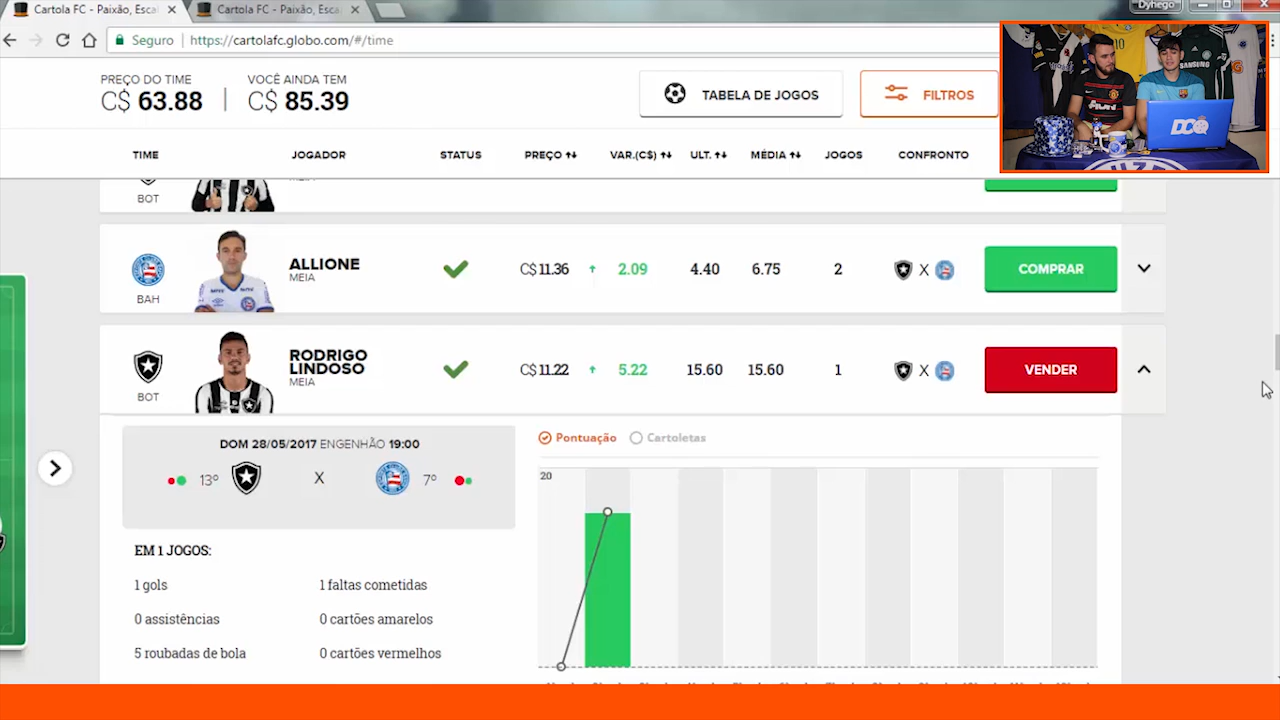 Cartola FC - Paixão, Escal
Cartola FC - Paixão, Escal
Dyhego
Seguro
https://cartolafc.globo.com/#/time
PREÇO DO TIME
C$ 63.88
VOCÊ AINDA TEM
C$ 85.39
TABELA DE JOGOS
FILTROS
TIME JOGADOR STATUS PREÇO VAR.(C$) ULT. MÉDIA JOGOS CONFRONTO
BOT
MEIA
ALLIONE
MEIA
BAH
C$ 11.36 2.09 4.40 6.75 2 X COMPRAR
RODRIGO
LINDOSO
MEIA
BOT
C$ 11.22 5.22 15.60 15.60 1 X VENDER
DOM 28/05/2017 ENGENHÃO 19:00
13º X 7º
Pontuação Cartoletas
20
EM 1 JOGOS:
1 gols 1 faltas cometidas
0 assistências 0 cartões amarelos
5 roubadas de bola 0 cartões vermelhos
SAMSUNG
AON
DCQ